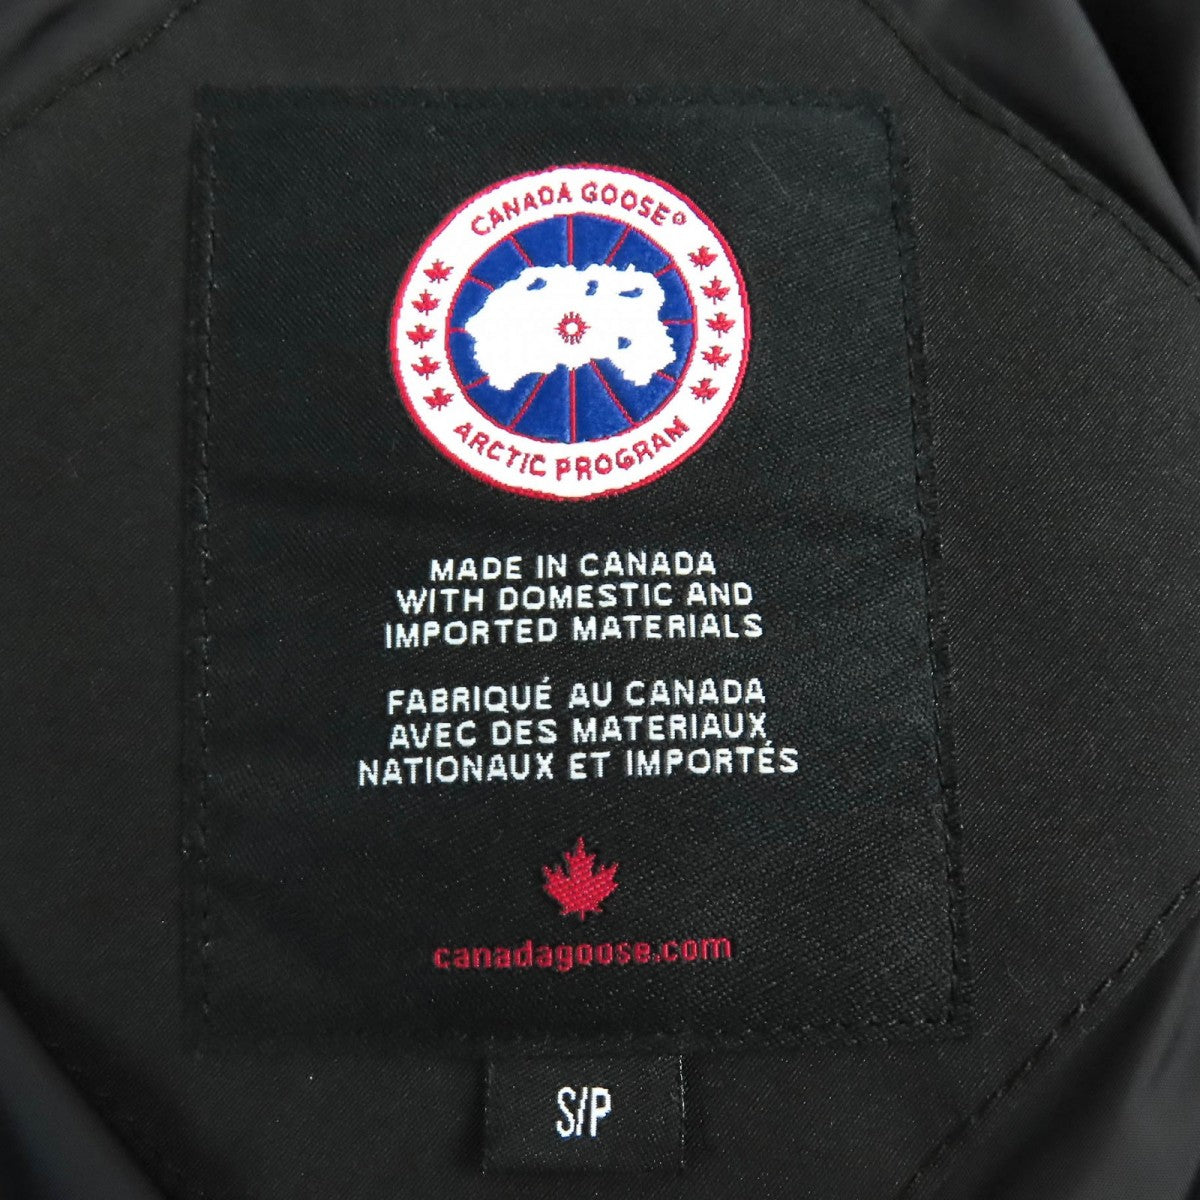 CANADA GOOSE®
ARCTIC PROGRAM
MADE IN CANADA
WITH DOMESTIC AND
IMPORTED MATERIALS
FABRIQUÉ AU CANADA
AVEC DES MATERIAUX
NATIONAUX ET IMPORTÉS
canadagoose.com
S/P